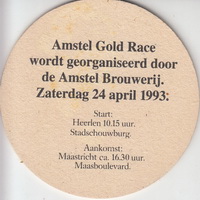 Amstel Gold Race
wordt georganiseerd door
de Amstel Brouwerij.
Zaterdag 24 april 1993:
Start:
Heerlen 10.15 uur.
Stadschouwburg.
Aankomst:
Maastricht ca. 16.30 uur.
Maasboulevard.